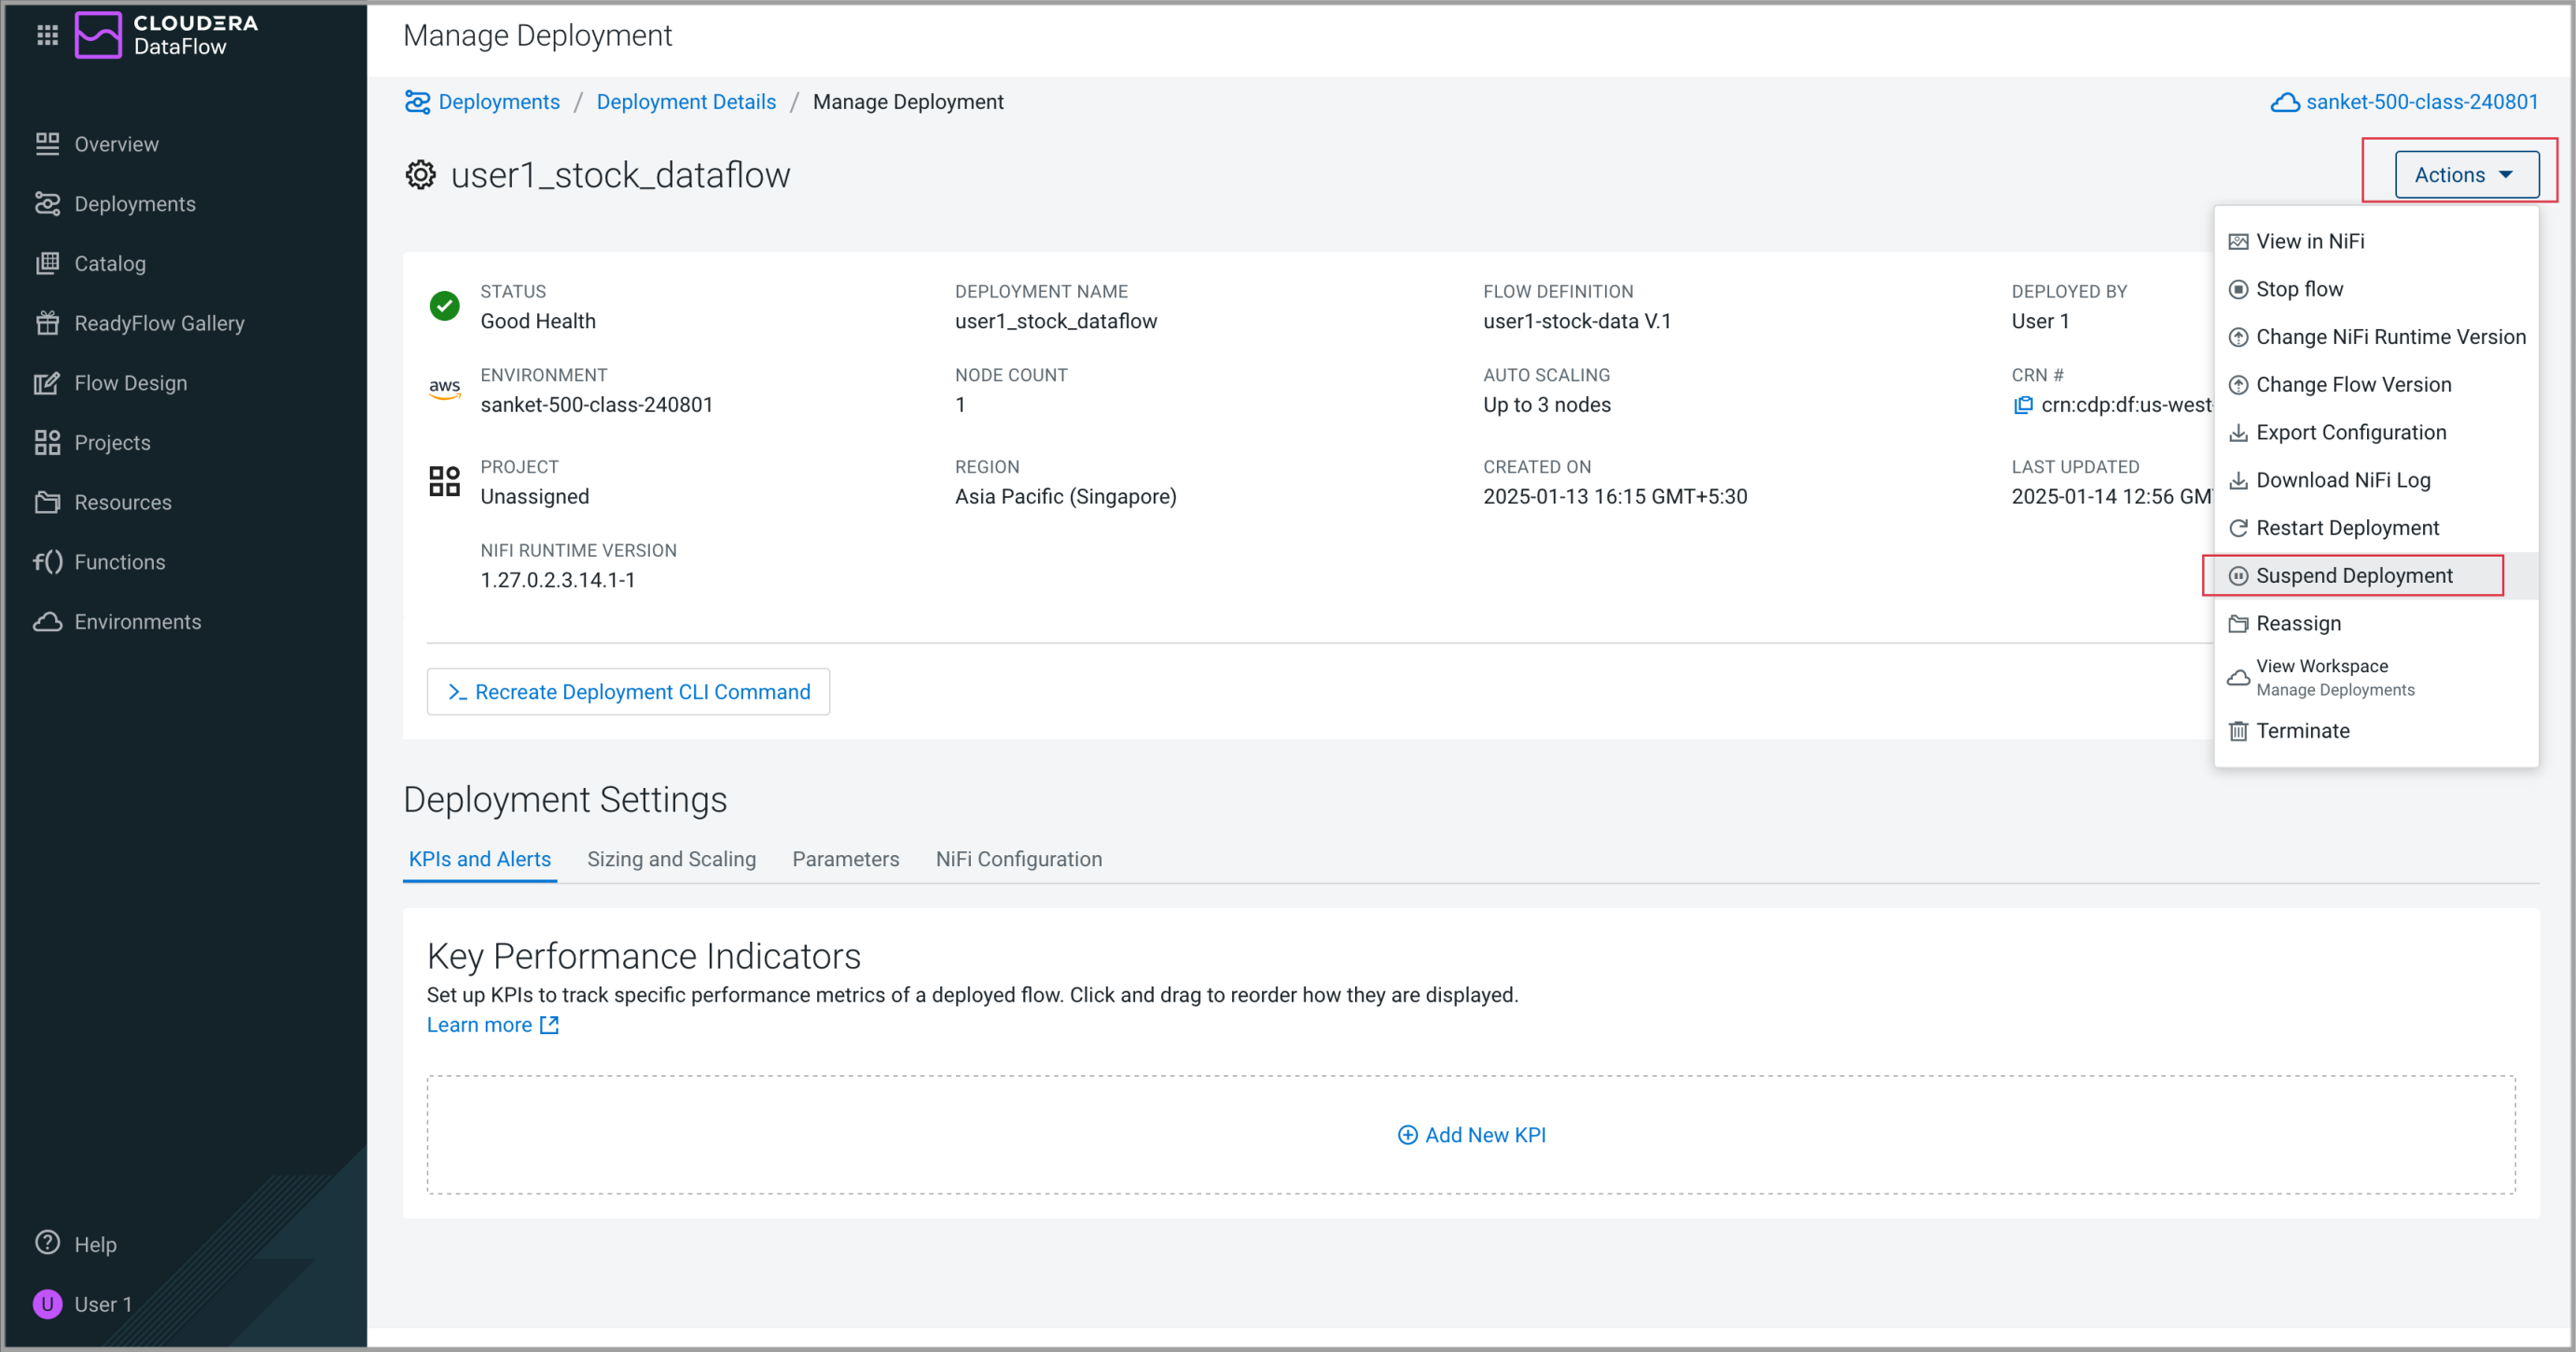 CLOUDERA
DataFlow
Overview
Deployments
Catalog
ReadyFlow Gallery
Flow Design
Projects
Resources
Functions
Environments
Help
U User 1
Manage Deployment
Deployments / Deployment Details / Manage Deployment
sanket-500-class-240801
user1_stock_dataflow
Actions
View in NiFi
Stop flow
Change NiFi Runtime Version
Change Flow Version
Export Configuration
Download NiFi Log
Restart Deployment
Suspend Deployment
Reassign
View Workspace
Manage Deployments
Terminate
STATUS
Good Health
DEPLOYMENT NAME
user1_stock_dataflow
FLOW DEFINITION
user1-stock-data V.1
DEPLOYED BY
User 1
aws
ENVIRONMENT
sanket-500-class-240801
NODE COUNT
1
AUTO SCALING
Up to 3 nodes
CRN #
crn:cdp:df:us-west-
PROJECT
Unassigned
REGION
Asia Pacific (Singapore)
CREATED ON
2025-01-13 16:15 GMT+5:30
LAST UPDATED
2025-01-14 12:56 GM
NIFI RUNTIME VERSION
1.27.0.2.3.14.1-1
>_ Recreate Deployment CLI Command
Deployment Settings
KPIs and Alerts
Sizing and Scaling
Parameters
NiFi Configuration
Key Performance Indicators
Set up KPIs to track specific performance metrics of a deployed flow. Click and drag to reorder how they are displayed.
Learn more
Add New KPI